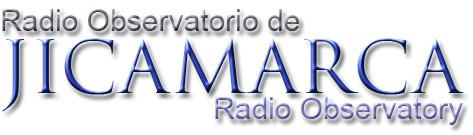 Radio Observatorio de
JICAMARCA
Radio Observatory